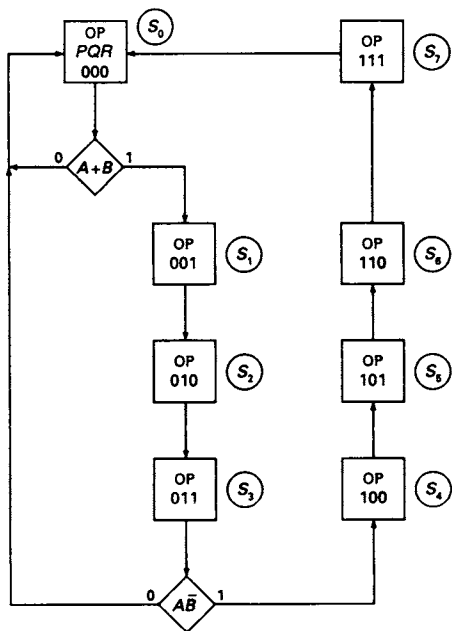 OP
PQR
000
S₀
0
A+B
1
OP
001
S₁
OP
010
S₂
OP
011
S₃
0
AB̅
1
OP
111
S₇
OP
110
S₆
OP
101
S₅
OP
100
S₄